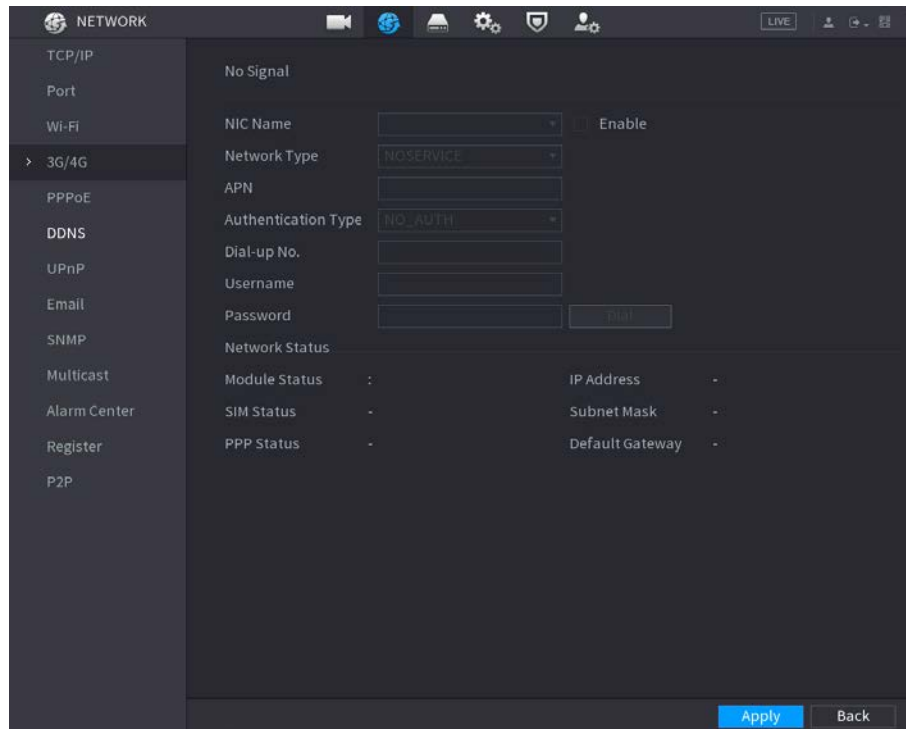 NETWORK
LIVE
TCP/IP
Port
Wi-Fi
3G/4G
PPPoE
DDNS
UPnP
Email
SNMP
Multicast
Alarm Center
Register
P2P
No Signal
NIC Name Enable
Network Type NOSERVICE
APN
Authentication Type NO_AUTH
Dial-up No.
Username
Password Dial
Network Status
Module Status : IP Address -
SIM Status - Subnet Mask -
PPP Status - Default Gateway -
Apply Back